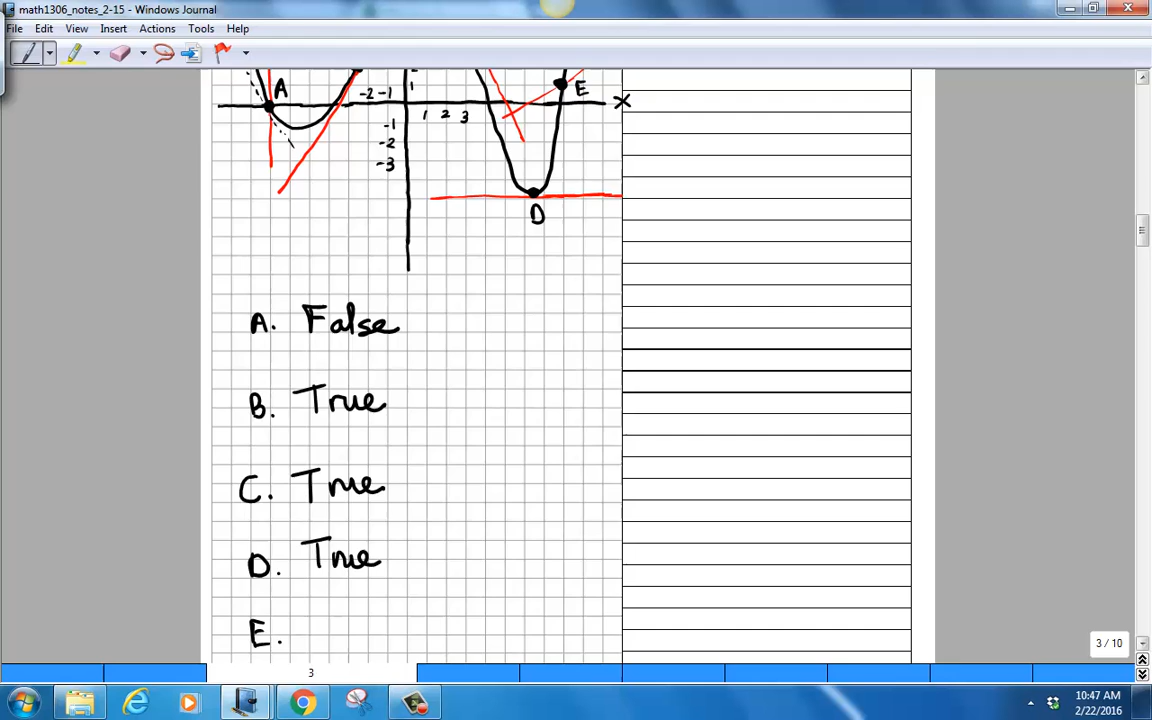 math1306_notes_2-15 - Windows Journal
File Edit View Insert Actions Tools Help
A
-2 -1
1
E
X
-1
1 2 3
-2
-3
D
A. False
B. True
C. True
D. True
E.
3 / 10
3
10:47 AM
2/22/2016